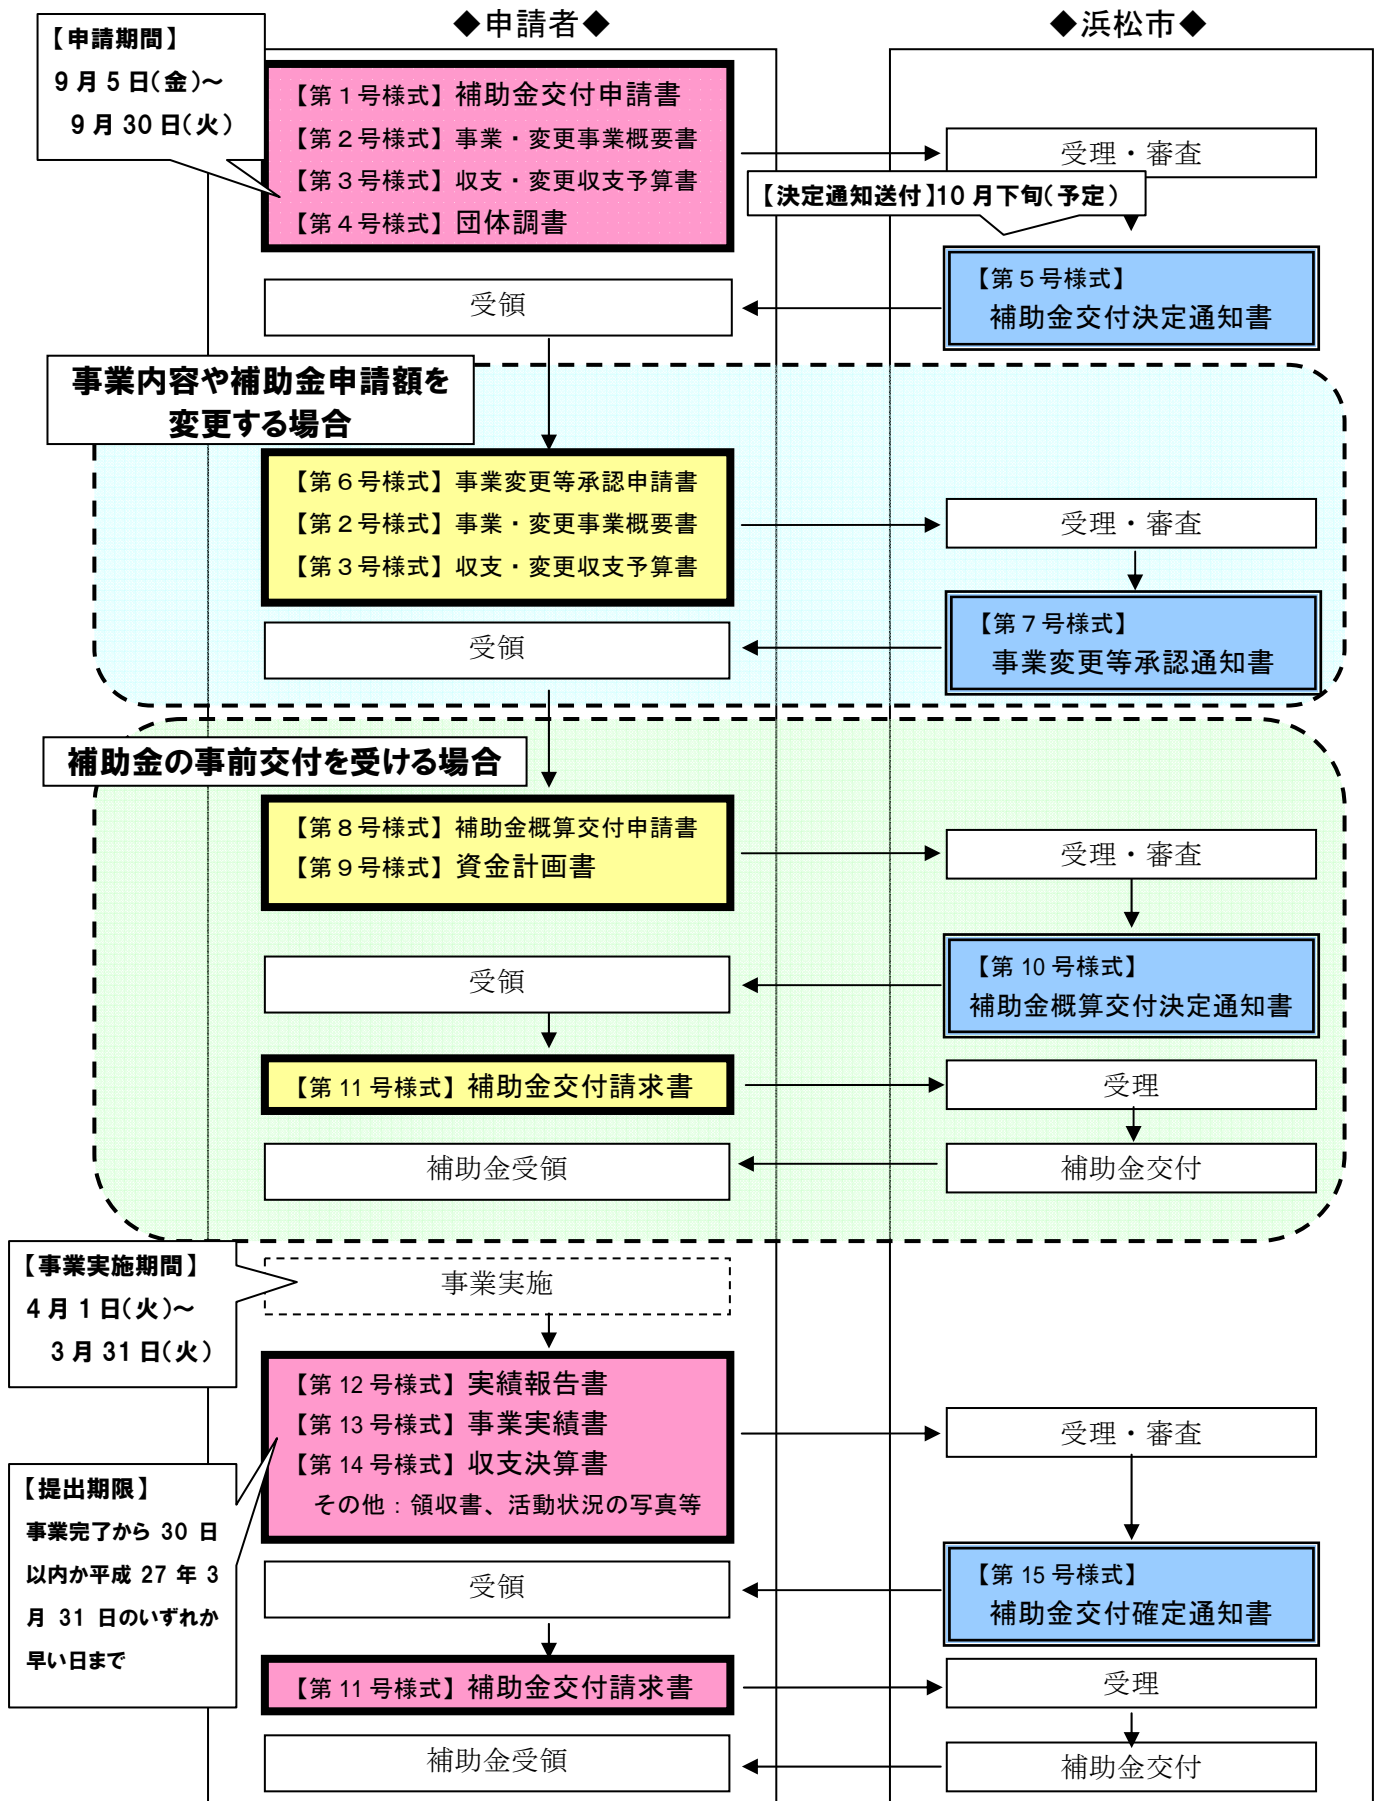 ◆申請者◆
◆浜松市◆
【申請期間】
9月5日(金)～
9月30日(火)
【第1号様式】補助金交付申請書
【第2号様式】事業・変更事業概要書
【第3号様式】収支・変更収支予算書
【第4号様式】団体調書
受理・審査
【決定通知送付】10月下旬(予定)
【第5号様式】
補助金交付決定通知書
受領
事業内容や補助金申請額を
変更する場合
【第6号様式】事業変更等承認申請書
【第2号様式】事業・変更事業概要書
【第3号様式】収支・変更収支予算書
受理・審査
【第7号様式】
事業変更等承認通知書
受領
補助金の事前交付を受ける場合
【第8号様式】補助金概算交付申請書
【第9号様式】資金計画書
受理・審査
【第10号様式】
補助金概算交付決定通知書
受領
【第11号様式】補助金交付請求書
受理
補助金受領
補助金交付
【事業実施期間】
4月1日(火)～
3月31日(火)
事業実施
【第12号様式】実績報告書
【第13号様式】事業実績書
【第14号様式】収支決算書
その他：領収書、活動状況の写真等
受理・審査
【提出期限】
事業完了から 30 日
以内か平成 27 年 3
月 31 日のいずれか
早い日まで
【第15号様式】
補助金交付確定通知書
受領
【第11号様式】補助金交付請求書
受理
補助金受領
補助金交付